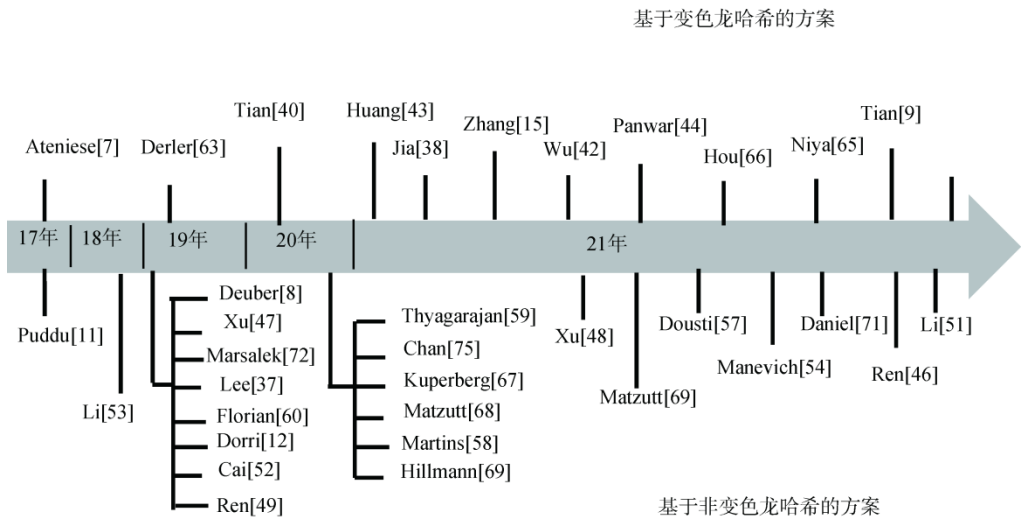 基于变色龙哈希的方案
Tian[40]
Huang[43]
Tian[9]
Zhang[15]
Panwar[44]
Ateniese[7]
Derler[63]
Jia[38]
Wu[42]
Hou[66]
Niya[65]
17年
18年
19年
20年
21年
Deuber[8]
Xu[47]
Marsalek[72]
Lee[37]
Florian[60]
Dorri[12]
Cai[52]
Ren[49]
Puddu[11]
Li[53]
Thyagarajan[59]
Chan[75]
Kuperberg[67]
Matzutt[68]
Martins[58]
Hillmann[69]
Xu[48]
Matzutt[69]
Dousti[57]
Manevich[54]
Daniel[71]
Ren[46]
Li[51]
基于非变色龙哈希的方案